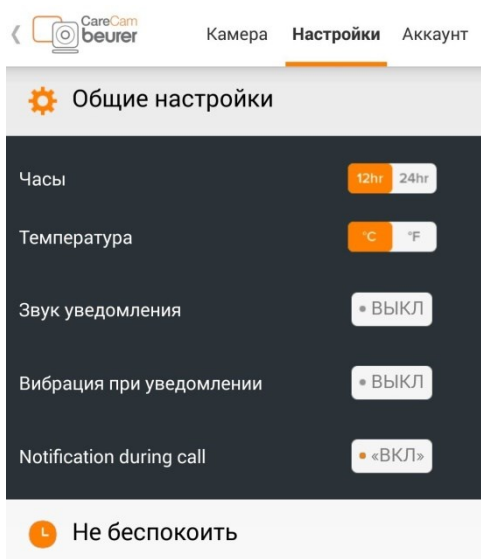 CareCam
beurer
Камера Настройки Аккаунт
Общие настройки
Часы 12hr 24hr
Температура °C °F
Звук уведомления ВЫКЛ
Вибрация при уведомлении ВЫКЛ
Notification during call «ВКЛ»
Не беспокоить